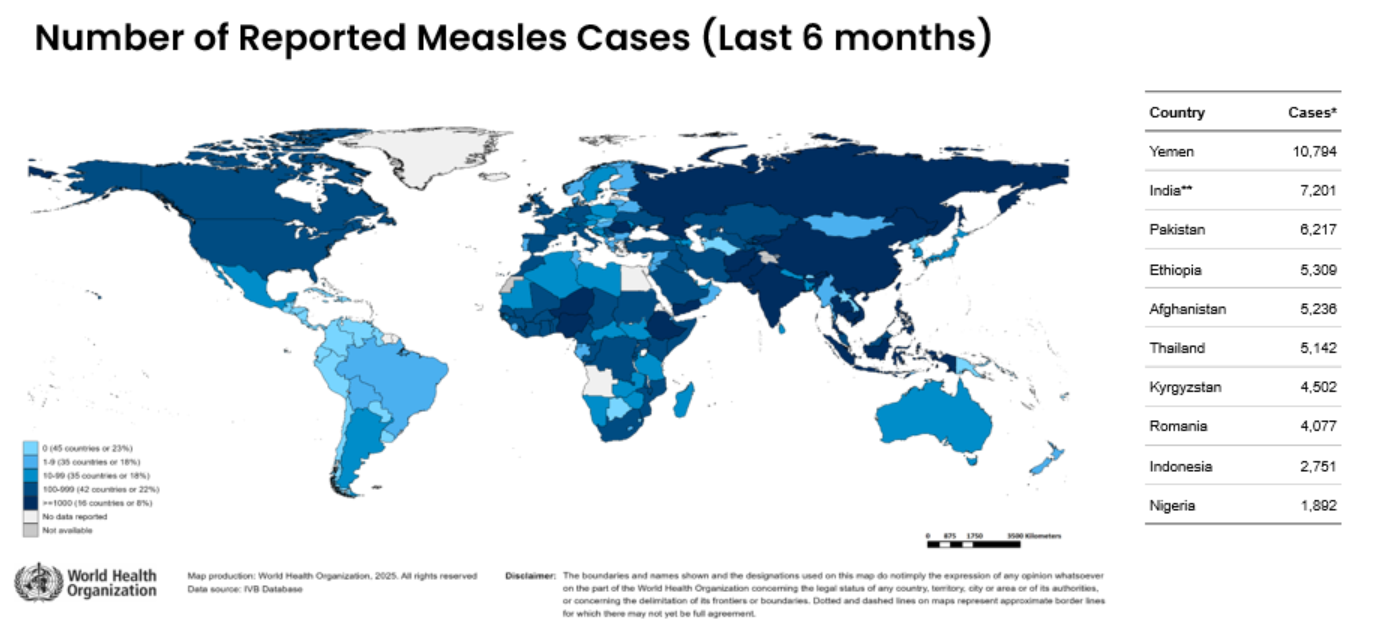 Number of Reported Measles Cases (Last 6 months)
Country Cases*
Yemen 10,794
India** 7,201
Pakistan 6,217
Ethiopia 5,309
Afghanistan 5,236
Thailand 5,142
Kyrgyzstan 4,502
Romania 4,077
Indonesia 2,751
Nigeria 1,892
0 (45 countries or 23%)
1-9 (35 countries or 18%)
10-99 (35 countries or 18%)
100-999 (42 countries or 22%)
>=1000 (16 countries or 8%)
No data reported
Not available
0 875 1750 3500 Kilometers
World Health
Organization
Map production: World Health Organization, 2025. All rights reserved
Data source: IVB Database
Disclaimer: The boundaries and names shown and the designations used on this map do notimply the expression of any opinion whatsoever
on the part of the World Health Organization concerning the legal status of any country, territory, city or area or of its authorities,
or concerning the delimitation of its frontiers or boundaries. Dotted and dashed lines on maps represent approximate border lines
for which there may not yet be full agreement.